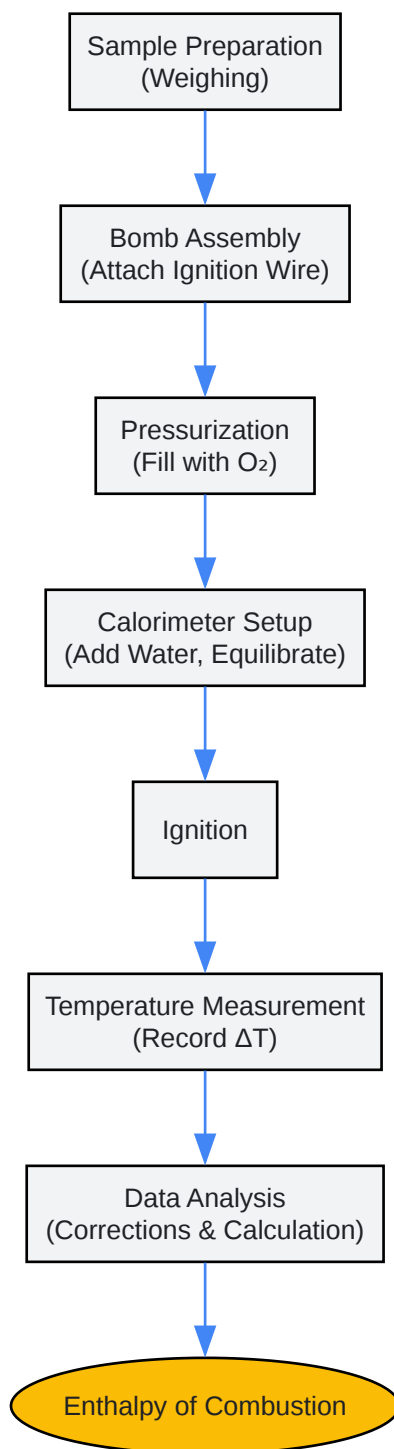 Sample Preparation
(Weighing)
Bomb Assembly
(Attach Ignition Wire)
Pressurization
(Fill with O₂)
Calorimeter Setup
(Add Water, Equilibrate)
Ignition
Temperature Measurement
(Record ΔT)
Data Analysis
(Corrections & Calculation)
Enthalpy of Combustion